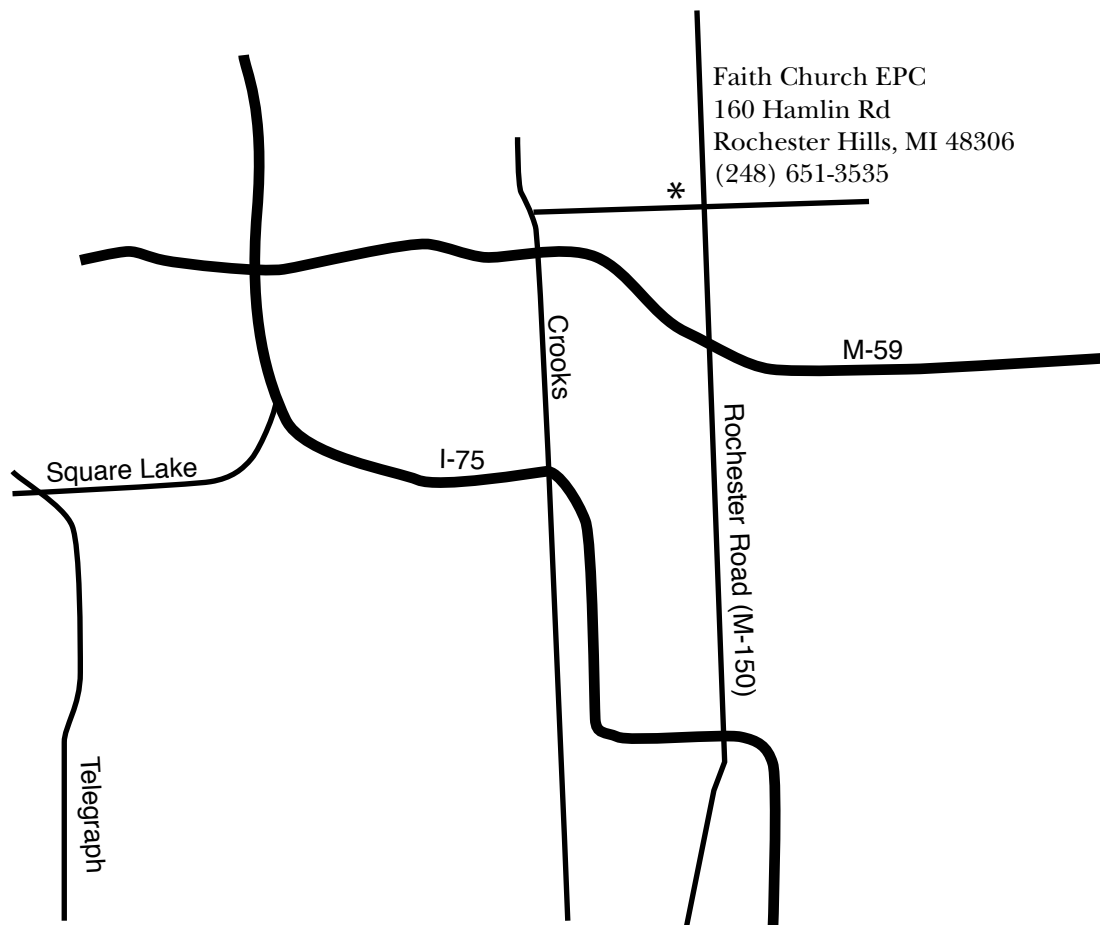 Faith Church EPC
160 Hamlin Rd
Rochester Hills, MI 48306
(248) 651-3535
*
Crooks
M-59
Rochester Road (M-150)
I-75
Square Lake
Telegraph